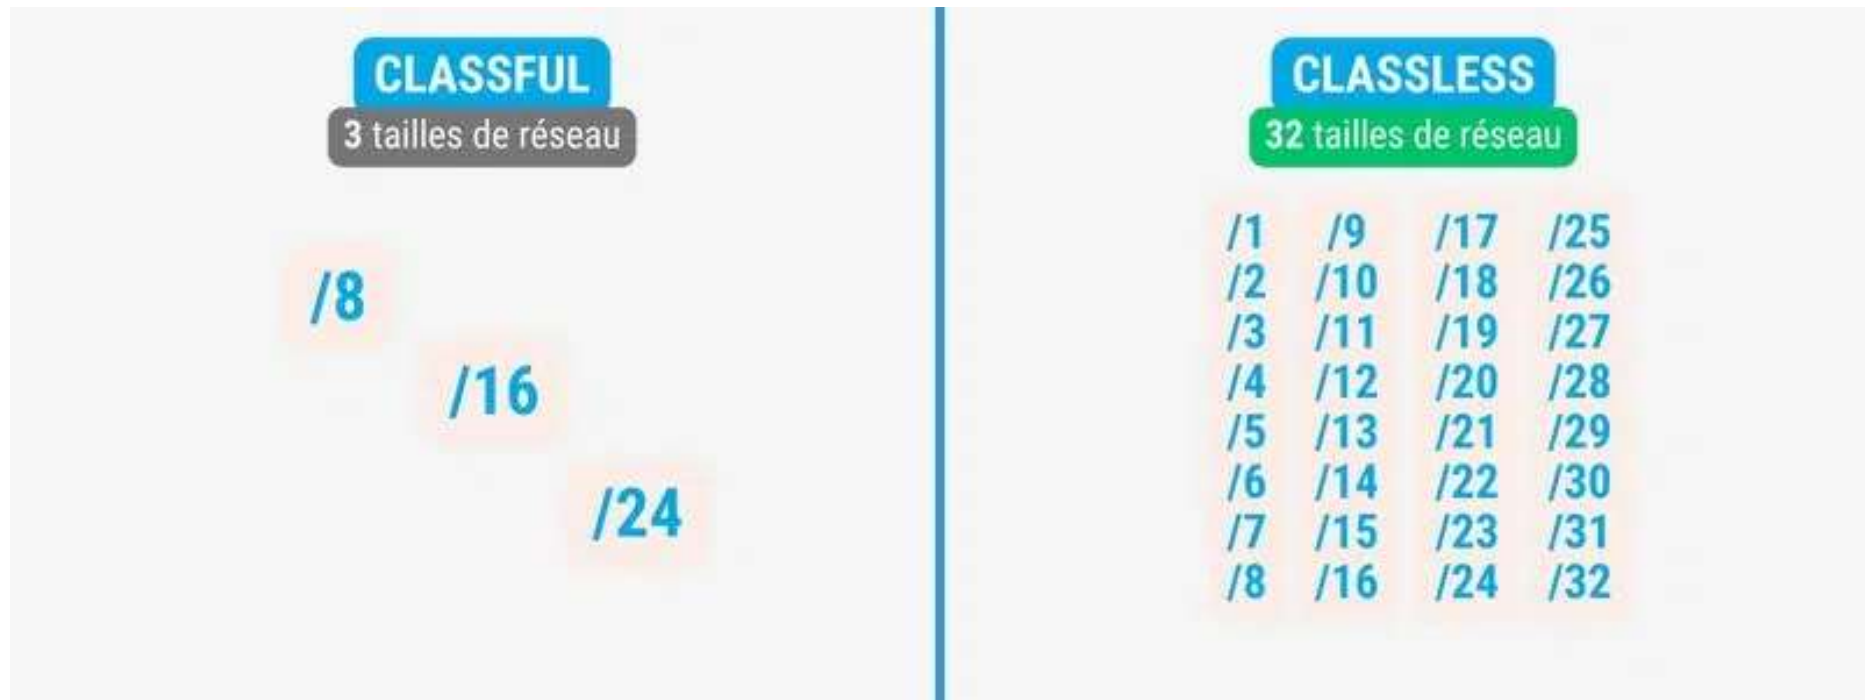 CLASSFUL
3 tailles de réseau
/8
/16
/24
CLASSLESS
32 tailles de réseau
/1 /9 /17 /25
/2 /10 /18 /26
/3 /11 /19 /27
/4 /12 /20 /28
/5 /13 /21 /29
/6 /14 /22 /30
/7 /15 /23 /31
/8 /16 /24 /32